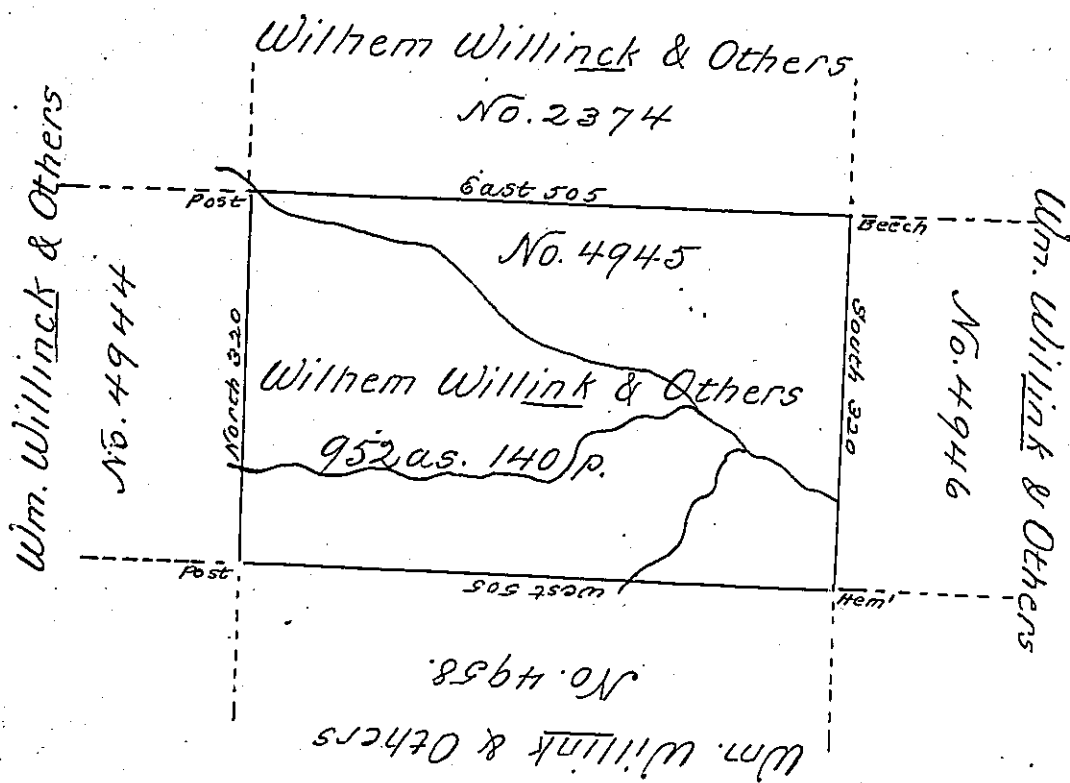 Wilhem Willinck & Others
No. 2374
East 505
Post
Beech
No. 4945
Wm. Willinck & Others
No. 4944
North 320
Wilhem Willink & Others
952 as. 140 p.
South 320
No. 4946
Wm. Willink & Others
Post
West 505
Hem'
No. 4958.
Wm. Willink & Others